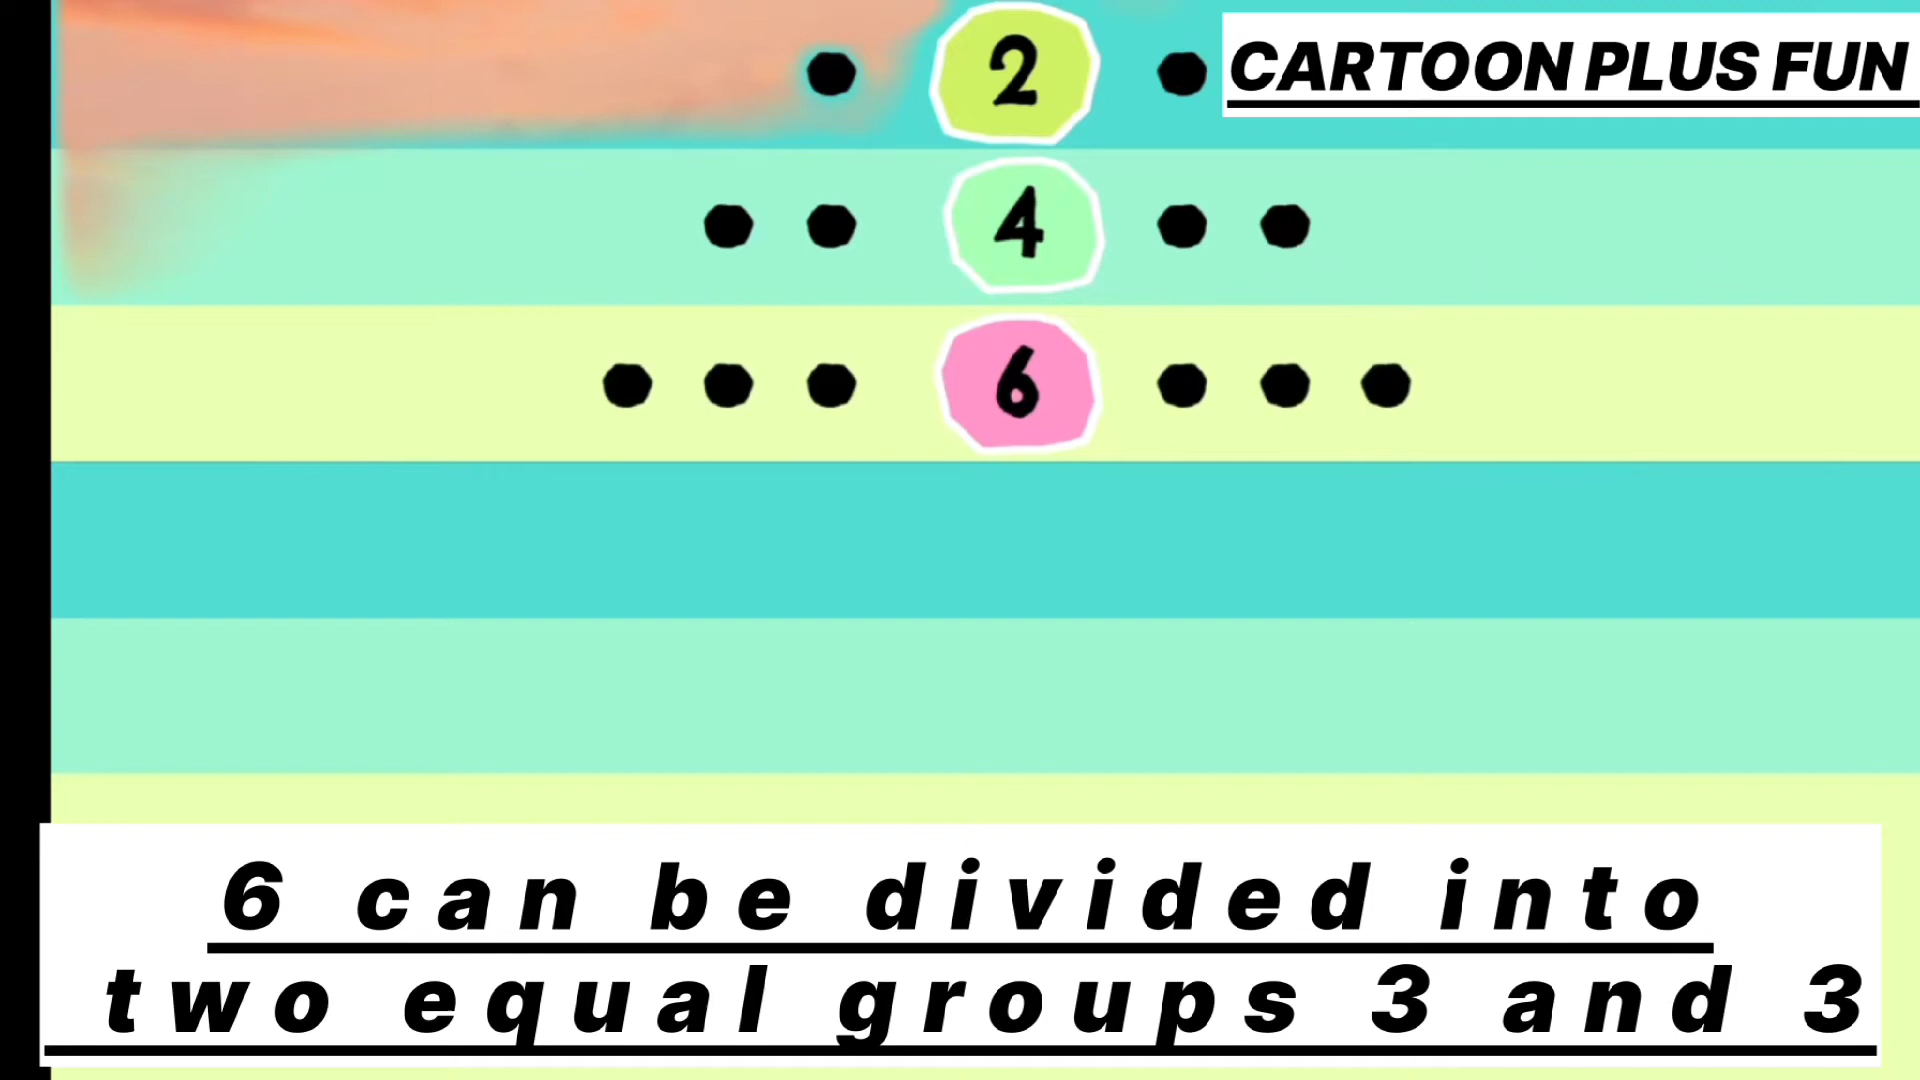 2
CARTOON PLUS FUN
4
6
6 can be divided into
two equal groups 3 and 3